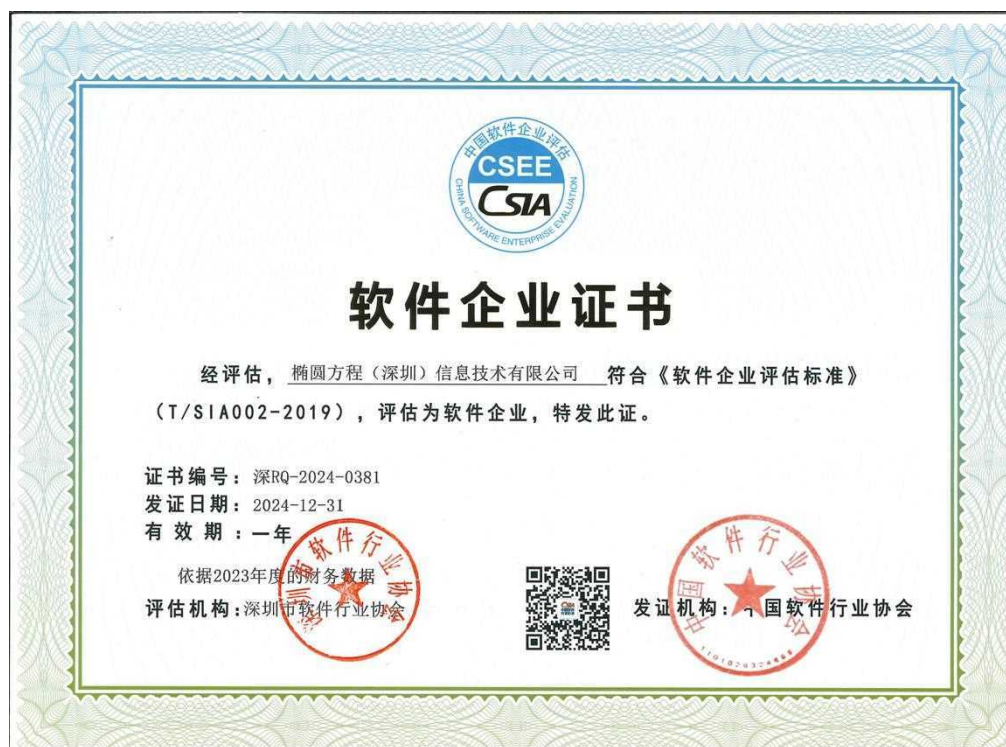 中国软件企业评估
CSEE
CSIA
CHINA SOFTWARE ENTERPRISE EVALUATION
软件企业证书
经评估，椭圆方程（深圳）信息技术有限公司 符合《软件企业评估标准》
（T/SIA002-2019），评估为软件企业，特发此证。
证书编号：深RQ-2024-0381
发证日期：2024-12-31
有效期：一年
依据2023年度的财务数据
评估机构：深圳市软件行业协会
发证机构：中国软件行业协会
深圳市软件行业协会
中国软件行业协会